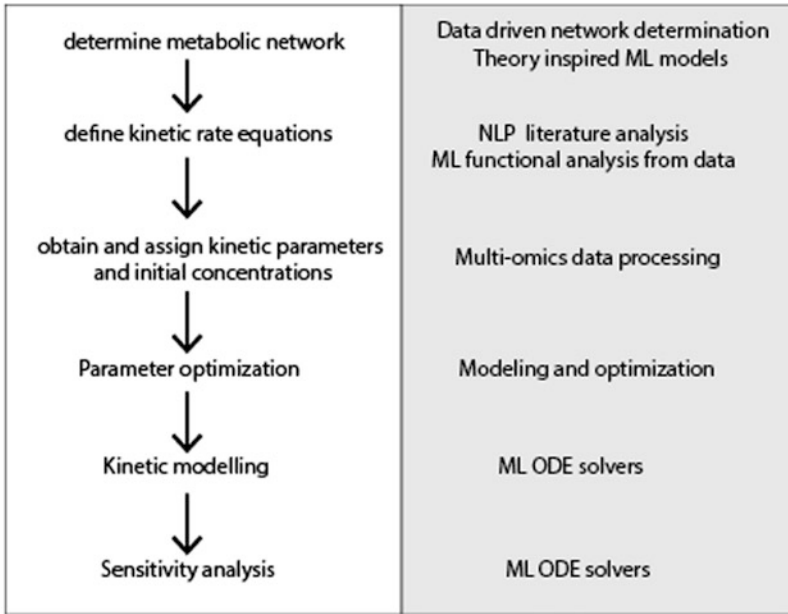 determine metabolic network
define kinetic rate equations
obtain and assign kinetic parameters
and initial concentrations
Parameter optimization
Kinetic modelling
Sensitivity analysis
Data driven network determination
Theory inspired ML models
NLP literature analysis
ML functional analysis from data
Multi-omics data processing
Modeling and optimization
ML ODE solvers
ML ODE solvers